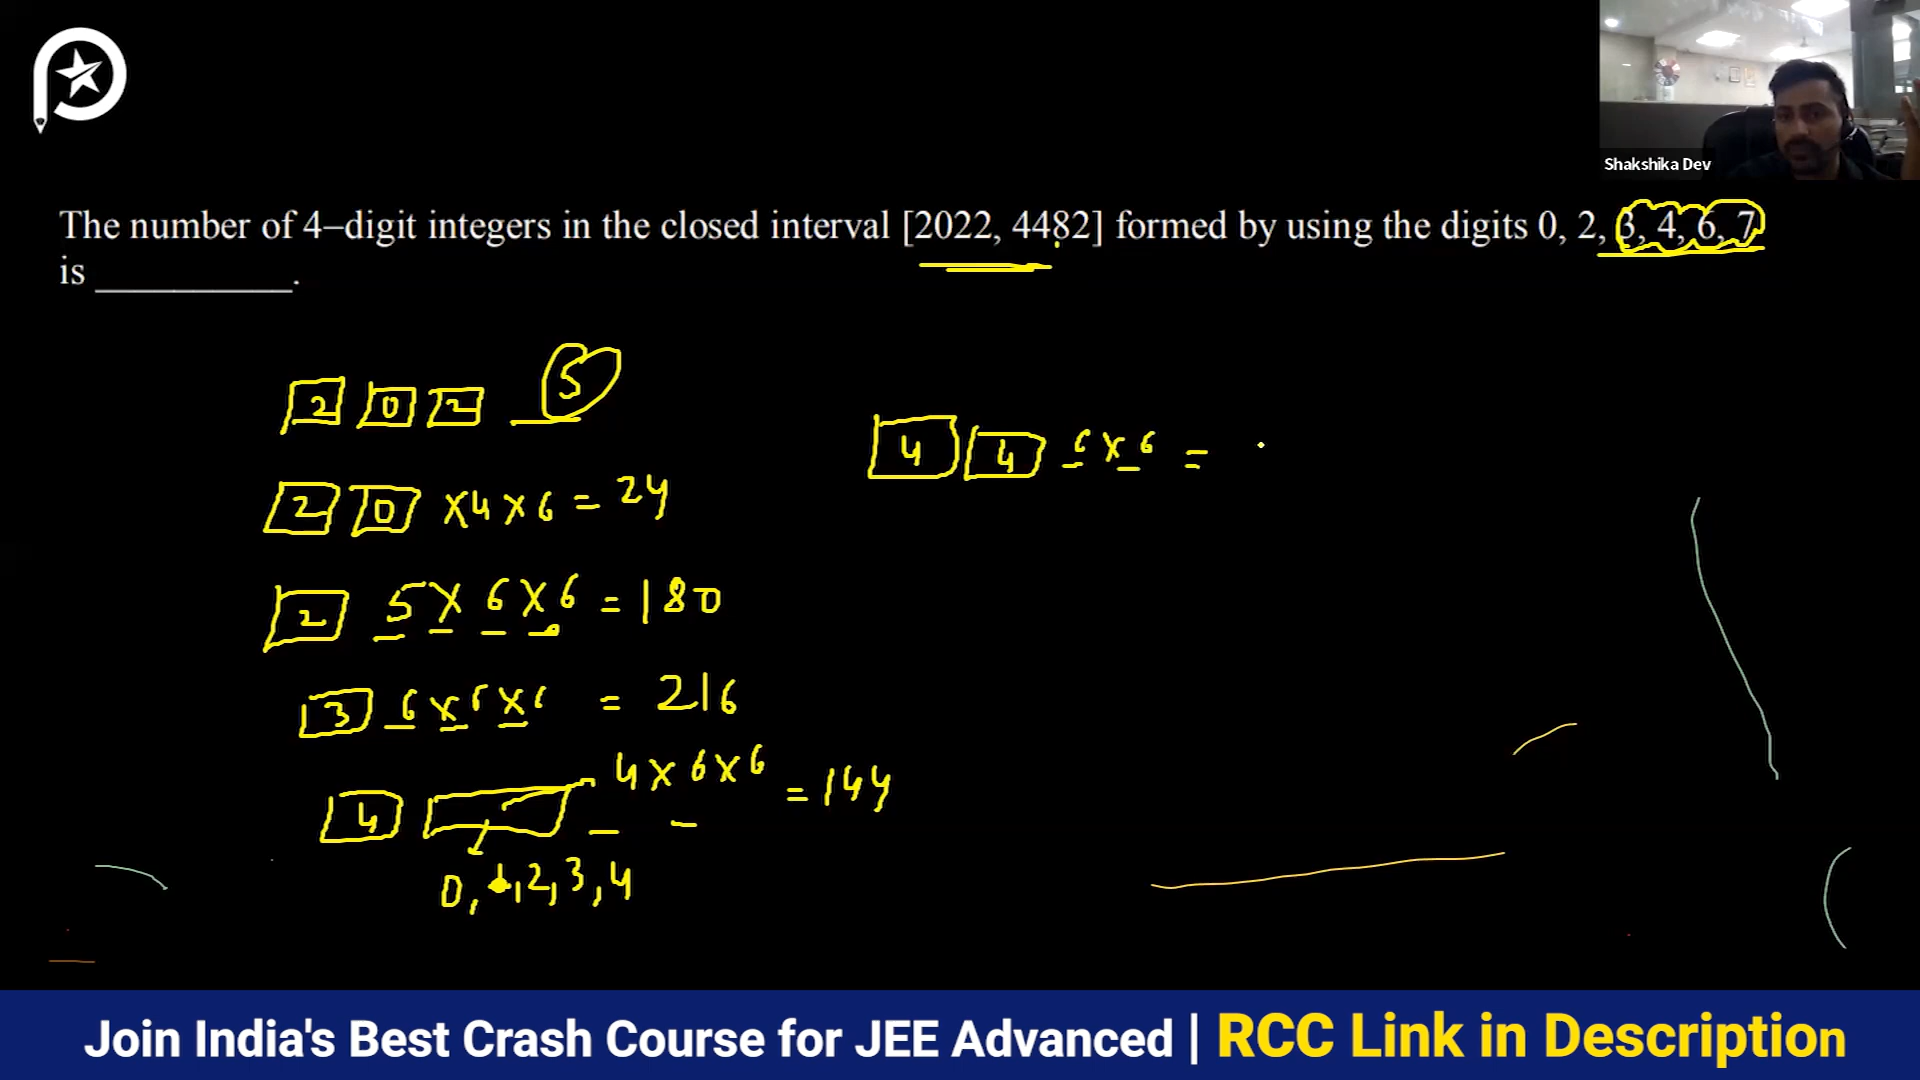 Shakshika Dev
The number of 4–digit integers in the closed interval [2022, 4482] formed by using the digits 0, 2, 3, 4, 6, 7
is __________.
2 0 2 _ 5
2 0 ×4×6 = 24
2 5×6×6 = 180
3 6×6×6 = 216
4 4×6×6 = 144
0, 1, 2, 3, 4
4 4 6×6 =
Join India's Best Crash Course for JEE Advanced | RCC Link in Description